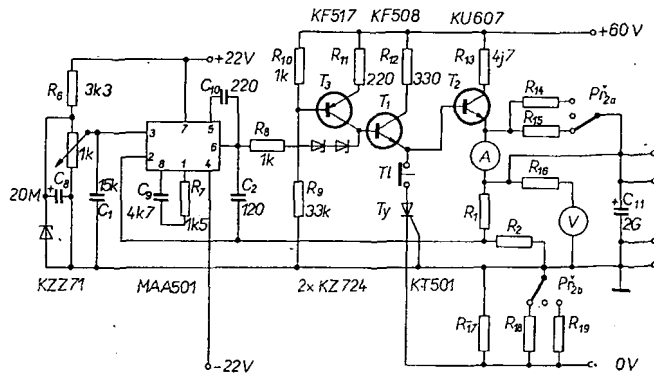 KF517 KF508 KU607
+60V
+22V
R10
1k
R11
220
R12
330
R13
4j7
C10 220
R6
3k3
T3
T1
T2
R14
R15
Př2a
7
5
3
6
2
8 1 4
R8
1k
A
1k
R16
20M
C8
+
15k
C1
C9
4k7
R7
1k5
C2
120
R9
33k
Tl
Ty
R1
V
+
C11
2G
R2
KZZ71 MAA501 2x KZ724 KT501
Př2b
R17
R18
R19
-22V
0V